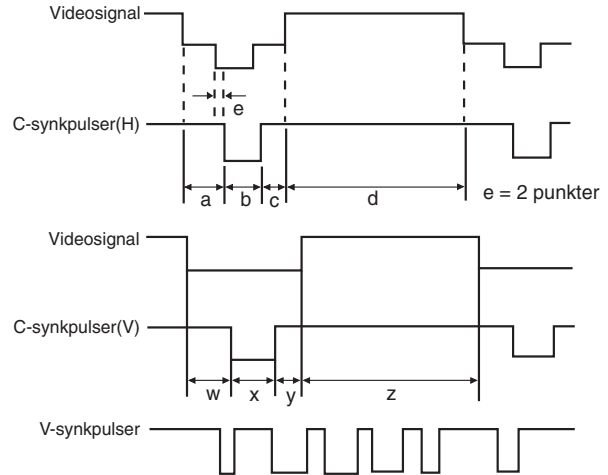 Videosignal
e
C-synkpulser(H)
a b c d e = 2 punkter
Videosignal
C-synkpulser(V)
w x y z
V-synkpulser